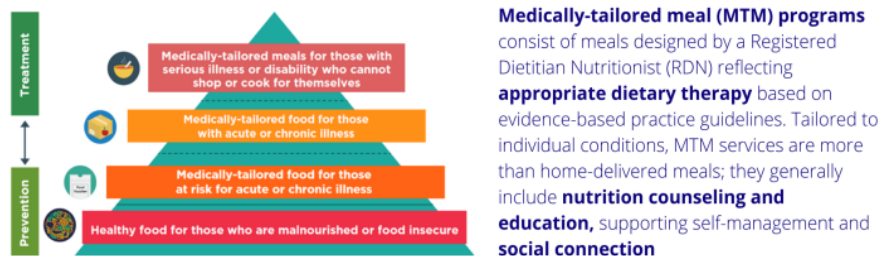 Treatment
Prevention
Medically-tailored meals for those with
serious illness or disability who cannot
shop or cook for themselves
Medically-tailored food for those
with acute or chronic illness
Medically-tailored food for those
at risk for acute or chronic illness
Healthy food for those who are malnourished or food insecure
Medically-tailored meal (MTM) programs
consist of meals designed by a Registered
Dietitian Nutritionist (RDN) reflecting
appropriate dietary therapy based on
evidence-based practice guidelines. Tailored to
individual conditions, MTM services are more
than home-delivered meals; they generally
include nutrition counseling and
education, supporting self-management and
social connection